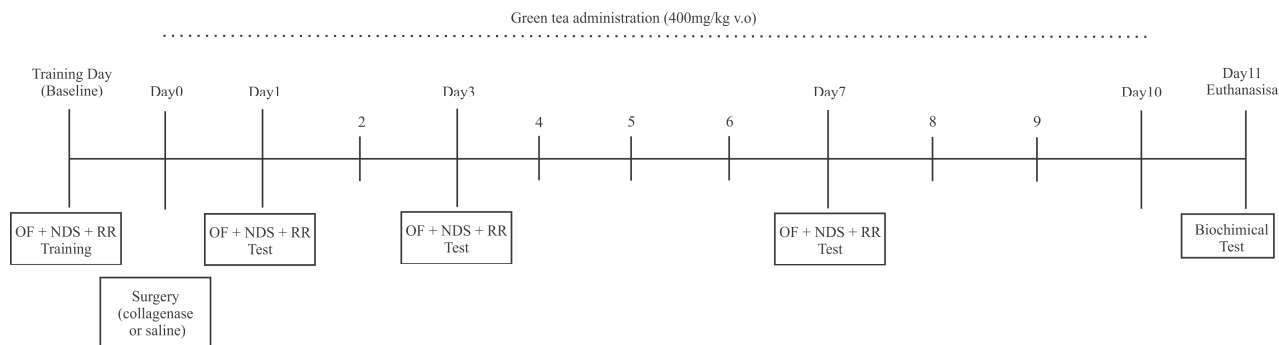 Green tea administration (400mg/kg v.o)
Training Day
(Baseline)
Day0
Day1
2
Day3
4
5
6
Day7
8
9
Day10
Day11
Euthanasisa
OF + NDS + RR
Training
OF + NDS + RR
Test
OF + NDS + RR
Test
OF + NDS + RR
Test
Biochimical
Test
Surgery
(collagenase
or saline)